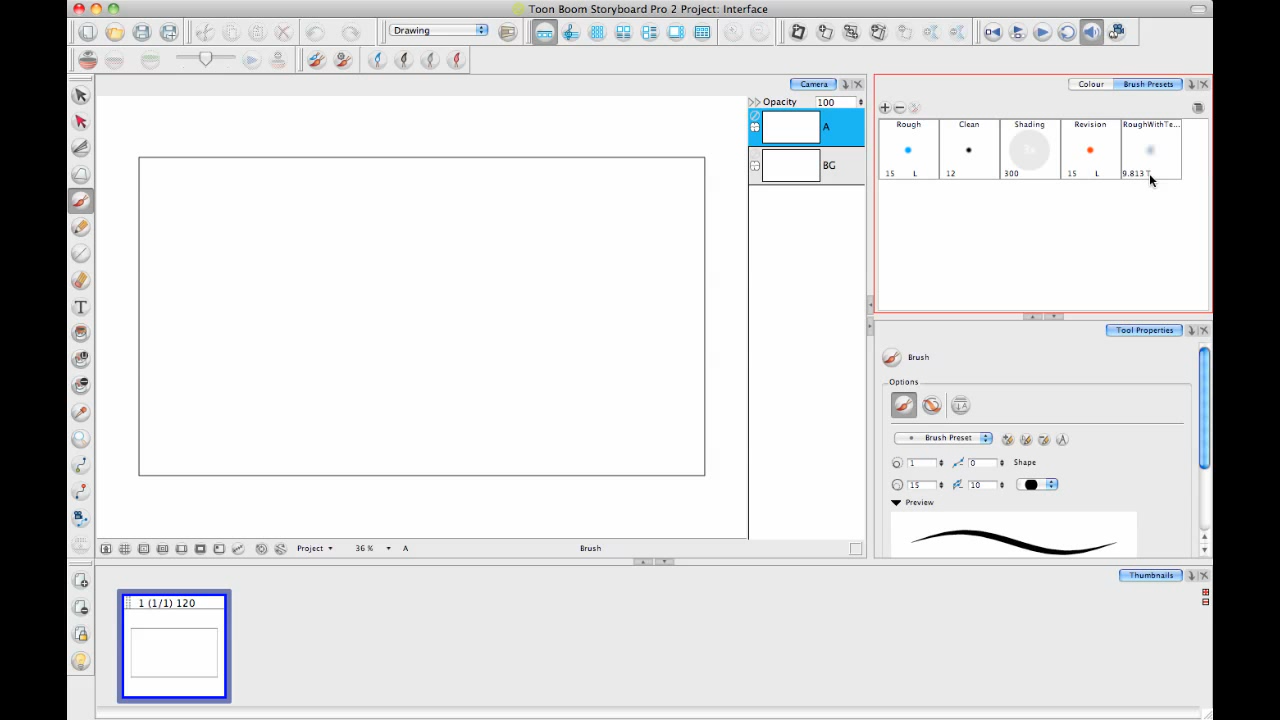 Toon Boom Storyboard Pro 2 Project: Interface
Drawing
Camera
Colour
Brush Presets
Opacity 100
A
BG
Rough
Clean
Shading
Revision
RoughWithTe...
15 L
12
300
15 L
9.813 T
T
Tool Properties
Brush
Options
Brush Preset
1
0
Shape
15
10
Preview
Project
36 %
A
Brush
Thumbnails
1 (1/1) 120